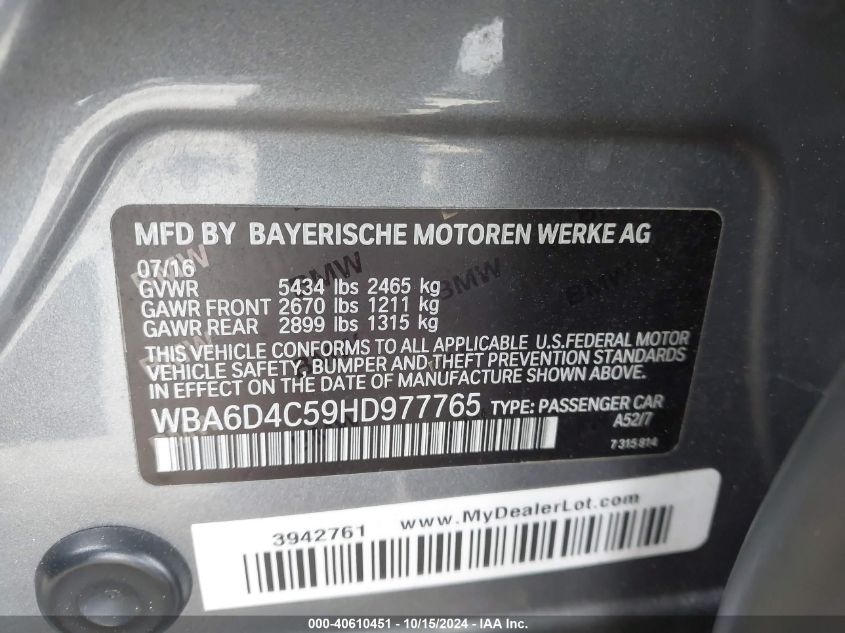 MFD BY BAYERISCHE MOTOREN WERKE AG
07/16
GVWR 5434 lbs 2465 kg
GAWR FRONT 2670 lbs 1211 kg
GAWR REAR 2899 lbs 1315 kg
THIS VEHICLE CONFORMS TO ALL APPLICABLE U.S.FEDERAL MOTOR
VEHICLE SAFETY, BUMPER AND THEFT PREVENTION STANDARDS
IN EFFECT ON THE DATE OF MANUFACTURE SHOWN ABOVE.
WBA6D4C59HD977765 TYPE: PASSENGER CAR
A52/7
7315814
3942761 www.MyDealerLot.com
000-40610451 - 10/15/2024 - IAA Inc.